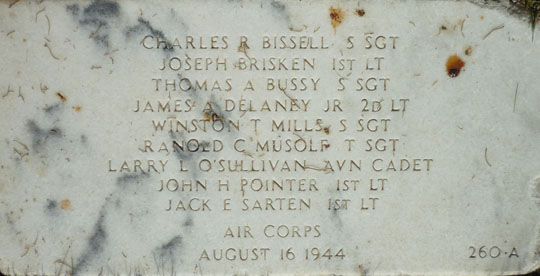 CHARLES R BISSELL S SGT
JOSEPH BRISKEN 1ST LT
THOMAS A BUSSY S SGT
JAMES A DELANEY JR 2D LT
WINSTON T MILLS S SGT
RANOLD C MUSOLF T SGT
LARRY L O'SULLIVAN AVN CADET
JOHN H POINTER 1ST LT
JACK E SARTEN 1ST LT
AIR CORPS
AUGUST 16 1944 260-A